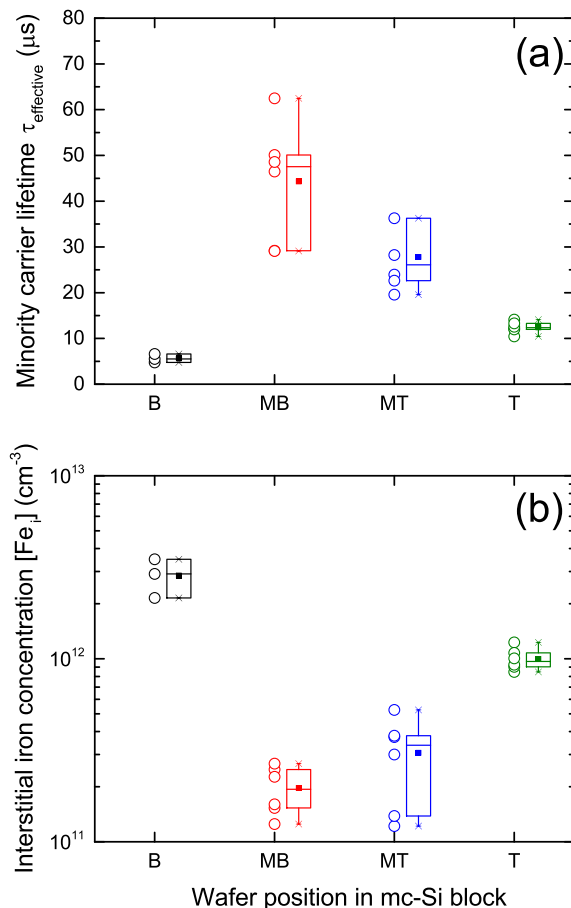 (a)
Minority carrier lifetime τeffective (μs)
80
70
60
50
40
30
20
10
0
B MB MT T
(b)
Interstitial iron concentration [Fei] (cm-3)
10^13
10^12
10^11
B MB MT T
Wafer position in mc-Si block